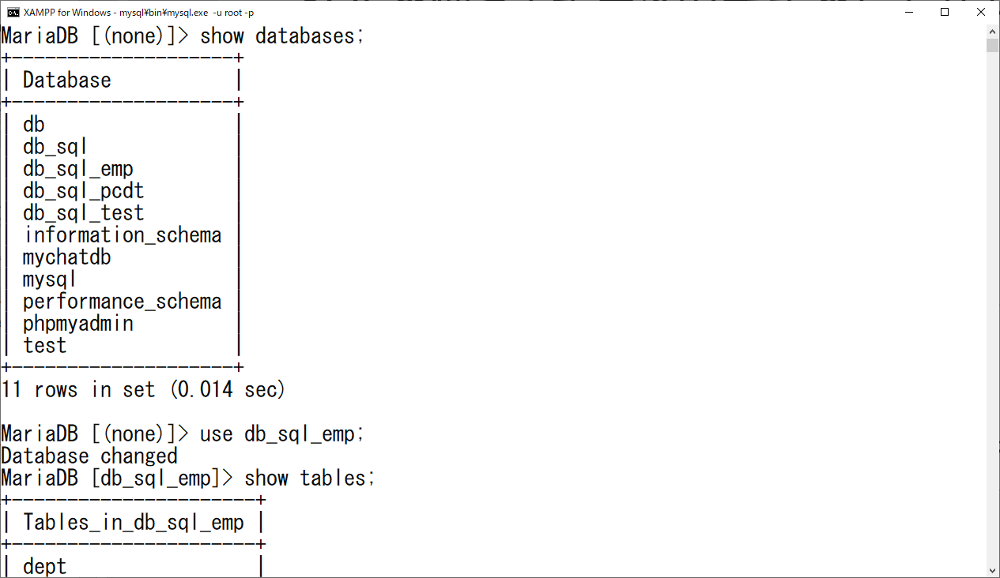 XAMPP for Windows - mysql¥bin¥mysql.exe -u root -p
MariaDB [(none)]> show databases;
+--------------------+
| Database           |
+--------------------+
| db                 |
| db_sql             |
| db_sql_emp         |
| db_sql_pcdt        |
| db_sql_test        |
| information_schema |
| mychatdb           |
| mysql              |
| performance_schema |
| phpmyadmin         |
| test               |
+--------------------+
11 rows in set (0.014 sec)

MariaDB [(none)]> use db_sql_emp;
Database changed
MariaDB [db_sql_emp]> show tables;
+----------------------+
| Tables_in_db_sql_emp |
+----------------------+
| dept                 |